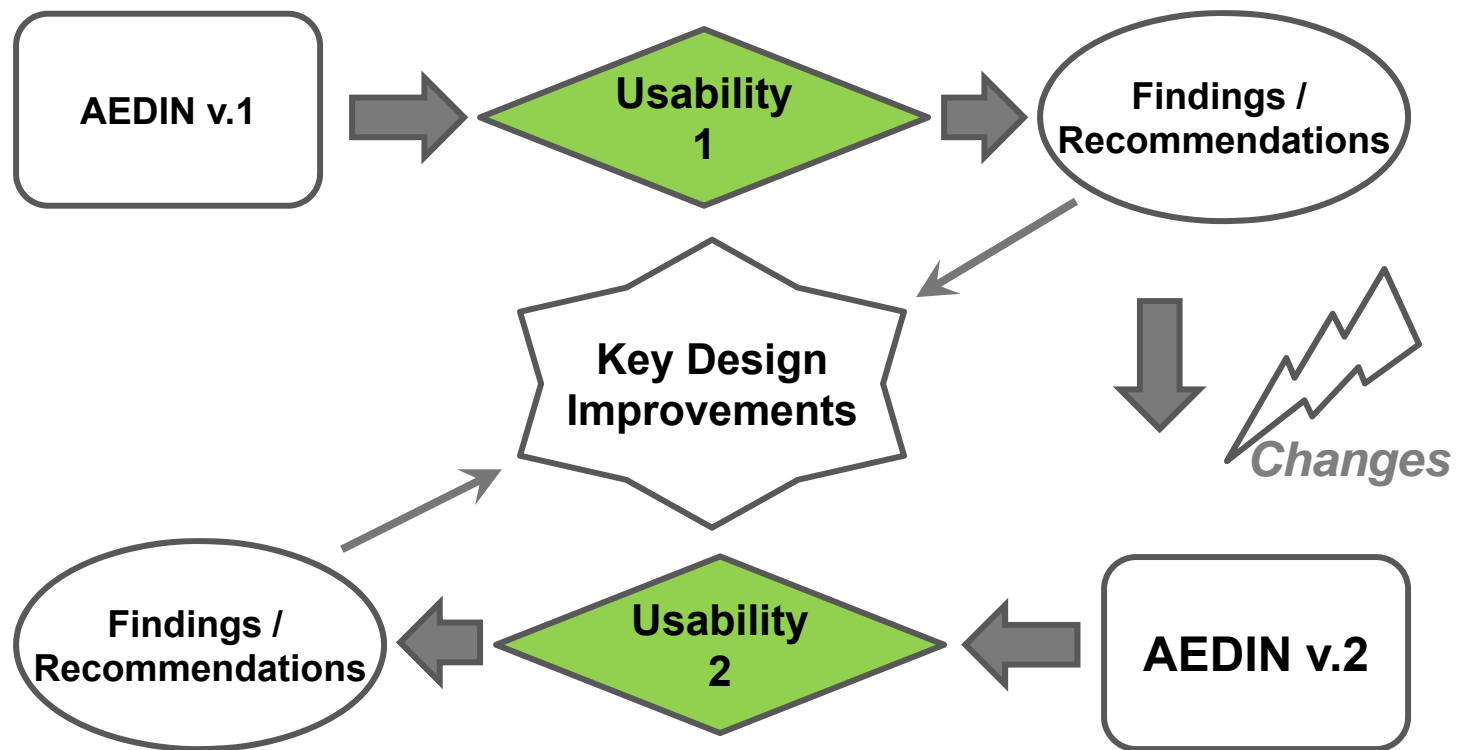 AEDIN v.1
Usability
1
Findings /
Recommendations
Key Design
Improvements
Changes
Findings /
Recommendations
Usability
2
AEDIN v.2